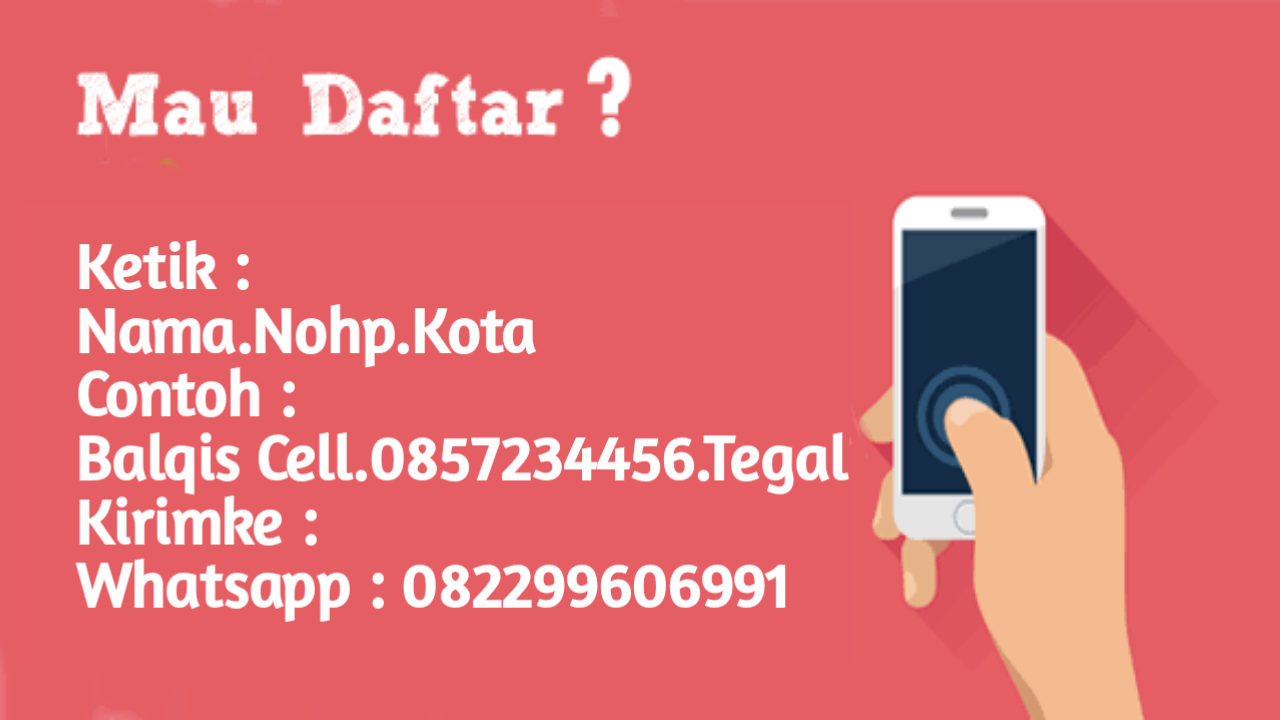 Mau Daftar ?
Ketik :
Nama.Nohp.Kota
Contoh :
Balqis Cell.0857234456.Tegal
Kirimke :
Whatsapp : 082299606991